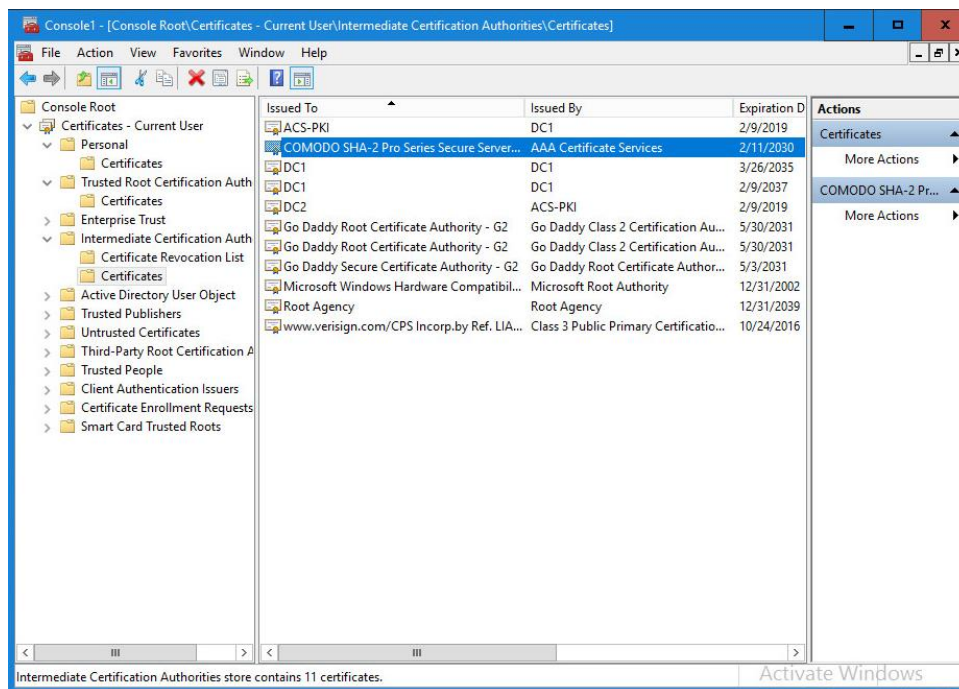 Console1 - [Console Root\Certificates - Current User\Intermediate Certification Authorities\Certificates]
File Action View Favorites Window Help
Console Root
Certificates - Current User
Personal
Certificates
Trusted Root Certification Auth
Certificates
Enterprise Trust
Intermediate Certification Auth
Certificate Revocation List
Certificates
Active Directory User Object
Trusted Publishers
Untrusted Certificates
Third-Party Root Certification A
Trusted People
Client Authentication Issuers
Certificate Enrollment Requests
Smart Card Trusted Roots
Issued To Issued By Expiration D
ACS-PKI DC1 2/9/2019
COMODO SHA-2 Pro Series Secure Server... AAA Certificate Services 2/11/2030
DC1 DC1 3/26/2035
DC1 DC1 2/9/2037
DC2 ACS-PKI 2/9/2019
Go Daddy Root Certificate Authority - G2 Go Daddy Class 2 Certification Au... 5/30/2031
Go Daddy Root Certificate Authority - G2 Go Daddy Class 2 Certification Au... 5/30/2031
Go Daddy Secure Certificate Authority - G2 Go Daddy Root Certificate Author... 5/3/2031
Microsoft Windows Hardware Compatibil... Microsoft Root Authority 12/31/2002
Root Agency Root Agency 12/31/2039
www.verisign.com/CPS Incorp.by Ref. LIA... Class 3 Public Primary Certificatio... 10/24/2016
Actions
Certificates
More Actions
COMODO SHA-2 Pr...
More Actions
Intermediate Certification Authorities store contains 11 certificates.
Activate Windows